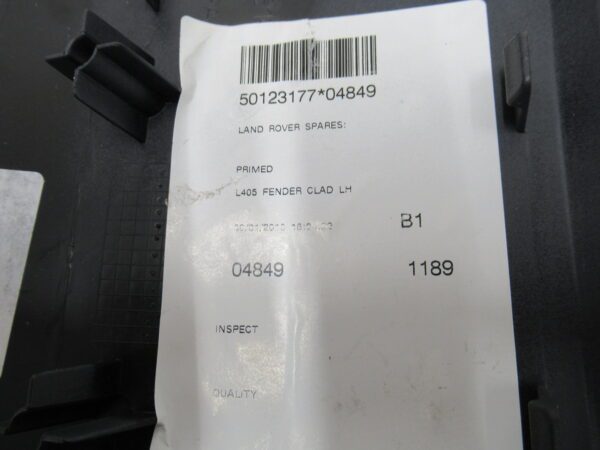 50123177*04849
LAND ROVER SPARES:
PRIMED
L405 FENDER CLAD LH
B1
04849 1189
INSPECT
QUALITY